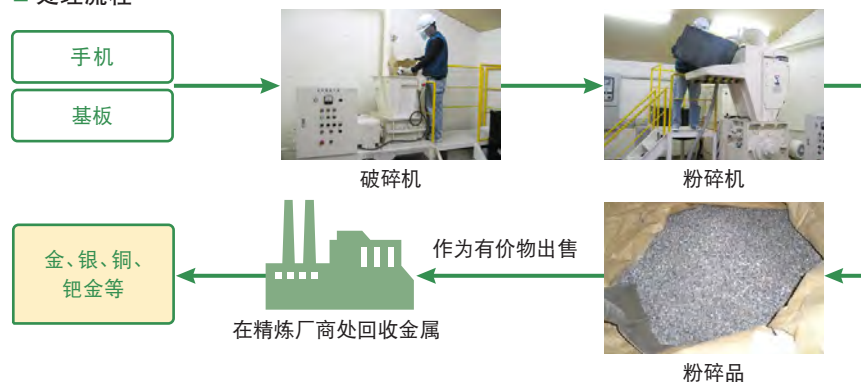 ■ 处理流程
手机
基板
破碎机
粉碎机
金、银、铜、
钯金等
作为有价物出售
在精炼厂商处回收金属
粉碎品